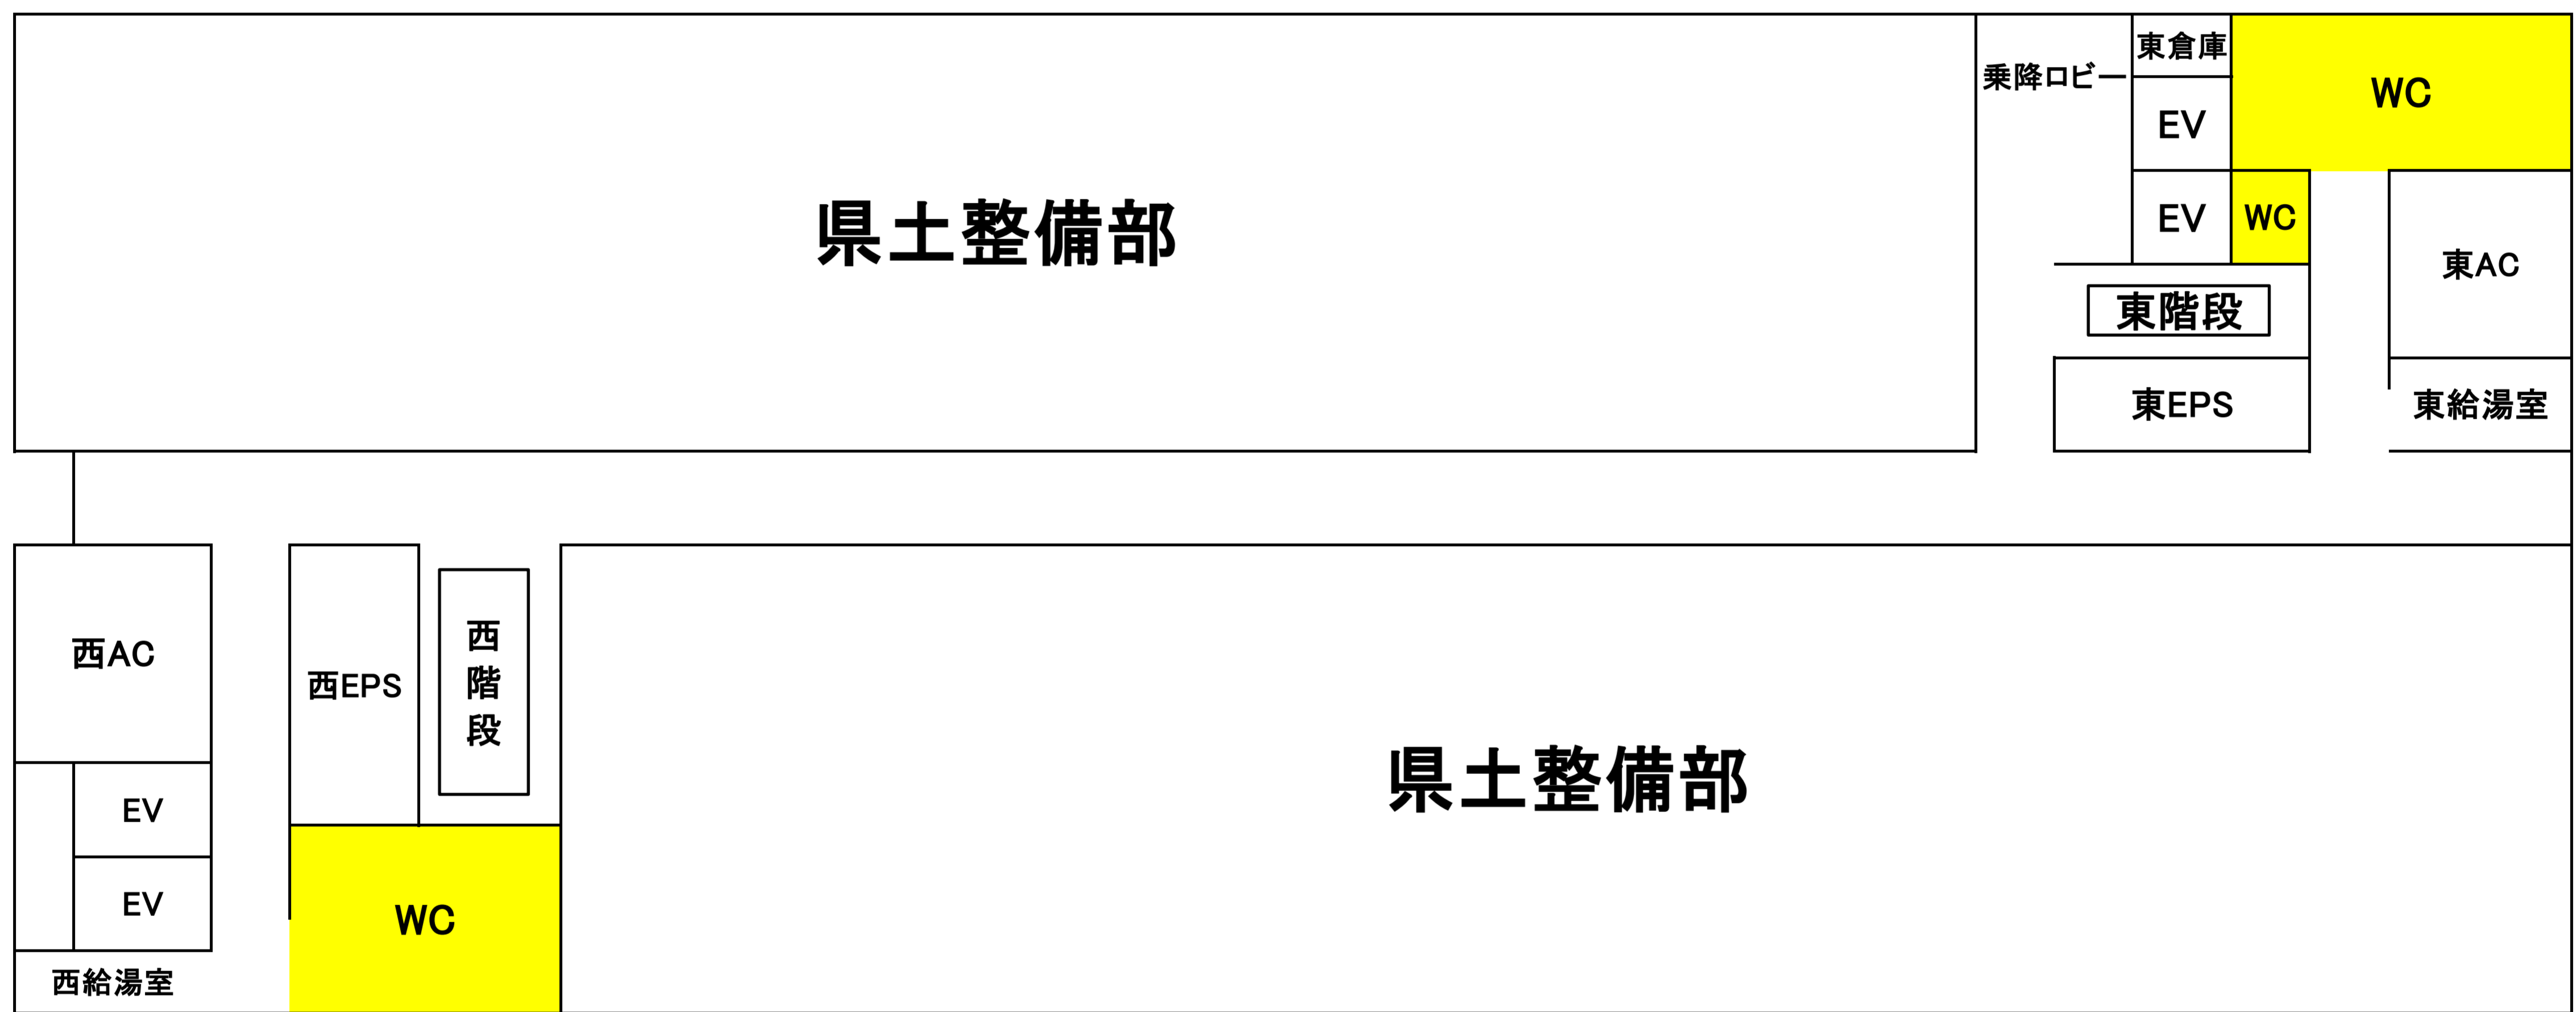 東倉庫
乗降ロビー
WC
EV
県土整備部
EV
WC
東AC
東階段
東EPS
東給湯室
西AC
西EPS
西階段
県土整備部
EV
EV
WC
西給湯室